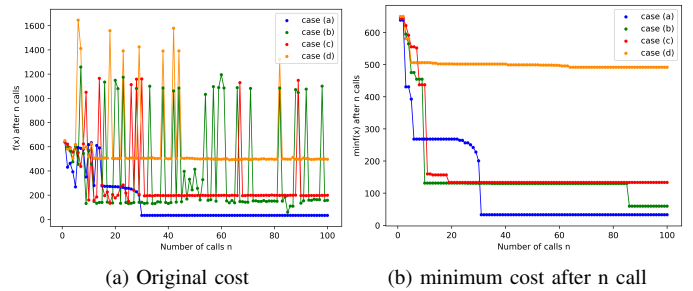 case (a)
case (b)
case (c)
case (d)
f(x) after n calls
1600
1400
1200
1000
800
600
400
200
0
0 20 40 60 80 100
Number of calls n
(a) Original cost
case (a)
case (b)
case (c)
case (d)
minf(x) after n calls
600
500
400
300
200
100
0
0 20 40 60 80 100
Number of calls n
(b) minimum cost after n call